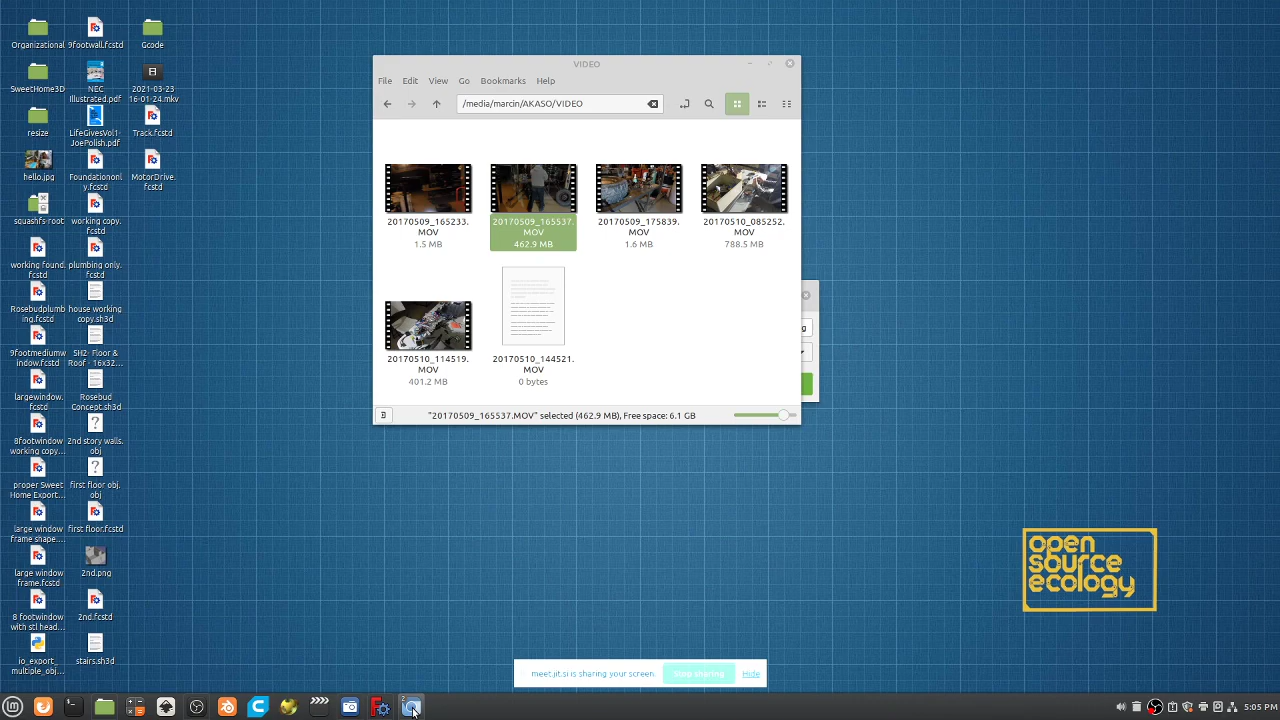 Organizational
9footwall.fcstd
Gcode
SweetHome3D
NEC
Illustrated.pdf
2021-03-23
16-01-24.mkv
resize
LifeGivesVol1-
JoePolish.pdf
Track.fcstd
hello.jpg
Foundationonl
y.fcstd
MotorDrive.
fcstd
squashfs-root
working copy.
fcstd
working found.
fcstd
plumbing only.
fcstd
Rosebudplumb
ing.fcstd
house working
copy.sh3d
9footmediumw
indow.fcstd
SH2- Floor &
Roof - 16x32...
largewindow.
fcstd
Rosebud
Concept.sh3d
8footwindow
working copy...
2nd story walls.
obj
proper Sweet
Home Export...
first floor obj.
obj
large window
frame shape...
first floor.fcstd
large window
frame.fcstd
2nd.png
8 footwindow
with stl head...
2nd.fcstd
io_export_
multiple_obj...
stairs.sh3d
VIDEO
File Edit View Go Bookmarks Help
/media/marcin/AKASO/VIDEO
20170509_165233.
MOV
1.5 MB
20170509_165537.
MOV
462.9 MB
20170509_175839.
MOV
1.6 MB
20170510_085252.
MOV
788.5 MB
20170510_114519.
MOV
401.2 MB
20170510_144521.
MOV
0 bytes
"20170509_165537.MOV" selected (462.9 MB), Free space: 6.1 GB
g
open
source
ecology
meet.jit.si is sharing your screen. Stop sharing Hide
2
5:05 PM